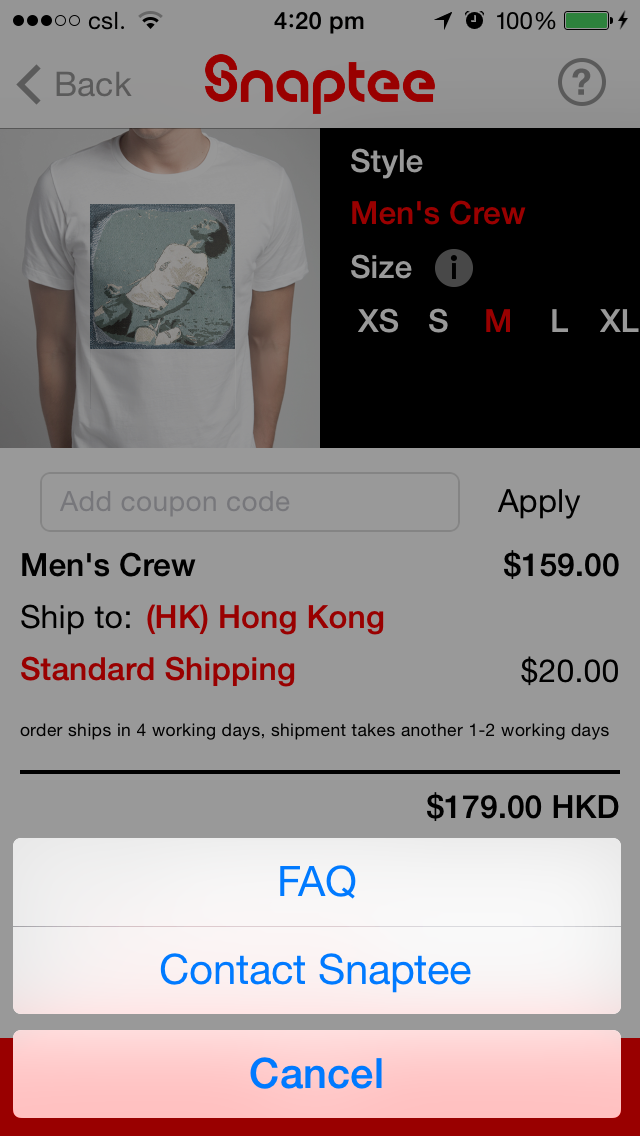 csl. 4:20 pm 100%
Back Snaptee ?
Style
Men's Crew
Size i
XS S M L XL
Add coupon code Apply
Men's Crew $159.00
Ship to: (HK) Hong Kong
Standard Shipping $20.00
order ships in 4 working days, shipment takes another 1-2 working days
$179.00 HKD
FAQ
Contact Snaptee
Cancel